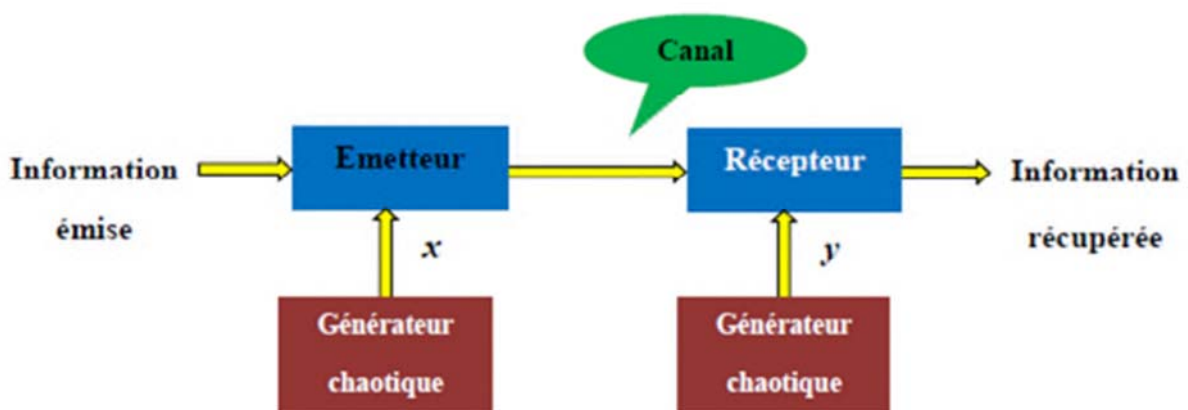 Canal
Information
émise
Emetteur
Récepteur
Information
récupérée
x
y
Générateur
chaotique
Générateur
chaotique